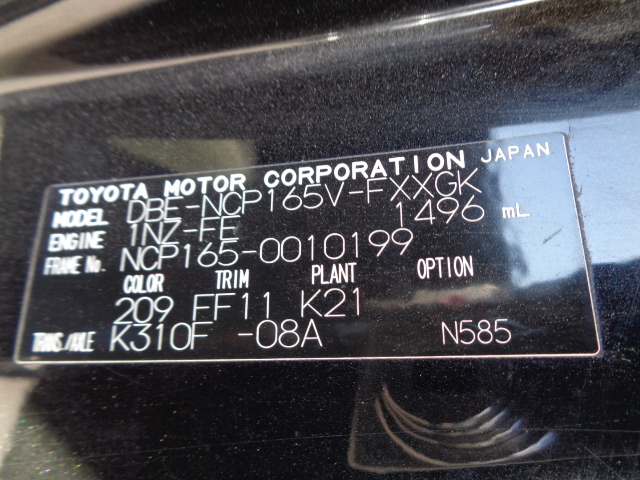 TOYOTA MOTOR CORPORATION JAPAN
MODEL DBE-NCP165V-FXXGK
ENGINE 1NZ-FE 1496 mL
FRAME No. NCP165-0010199
COLOR TRIM PLANT OPTION
209 FF11 K21
TRANS./AXLE K310F -08A N585